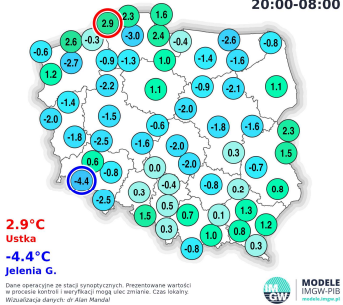 20:00-08:00
2.9 2.3 1.6
2.6 -0.3 -3.0 2.4 -0.4 -2.6 -0.8
-0.6 -2.7 -0.9 -1.3 1.0 -1.4 -1.6
1.2 -2.2 1.1 -0.9 -2.1 1.1
-1.4 -2.0
-2.0 -1.5 -0.6 -1.8 -1.6 2.3
-1.8 -2.5 -1.6 -2.0 0.3 1.5
0.6 -0.8 0.0 -2.0 -0.7
-4.4 0.3 -0.4 -0.8 0.2 0.8
-2.5 0.5
1.5 0.7 0.1 1.3
0.3 1.0 0.8 1.2
-0.8 0.3
2.9°C
Ustka
-4.4°C
Jelenia G.
Dane operacyjne ze stacji synoptycznych. Prezentowane wartości
w procesie kontroli i weryfikacji mogą ulec zmianie. Czas lokalny.
Wizualizacja danych: dr Alan Mandal
IM
GW
MODELE
IMGW-PIB